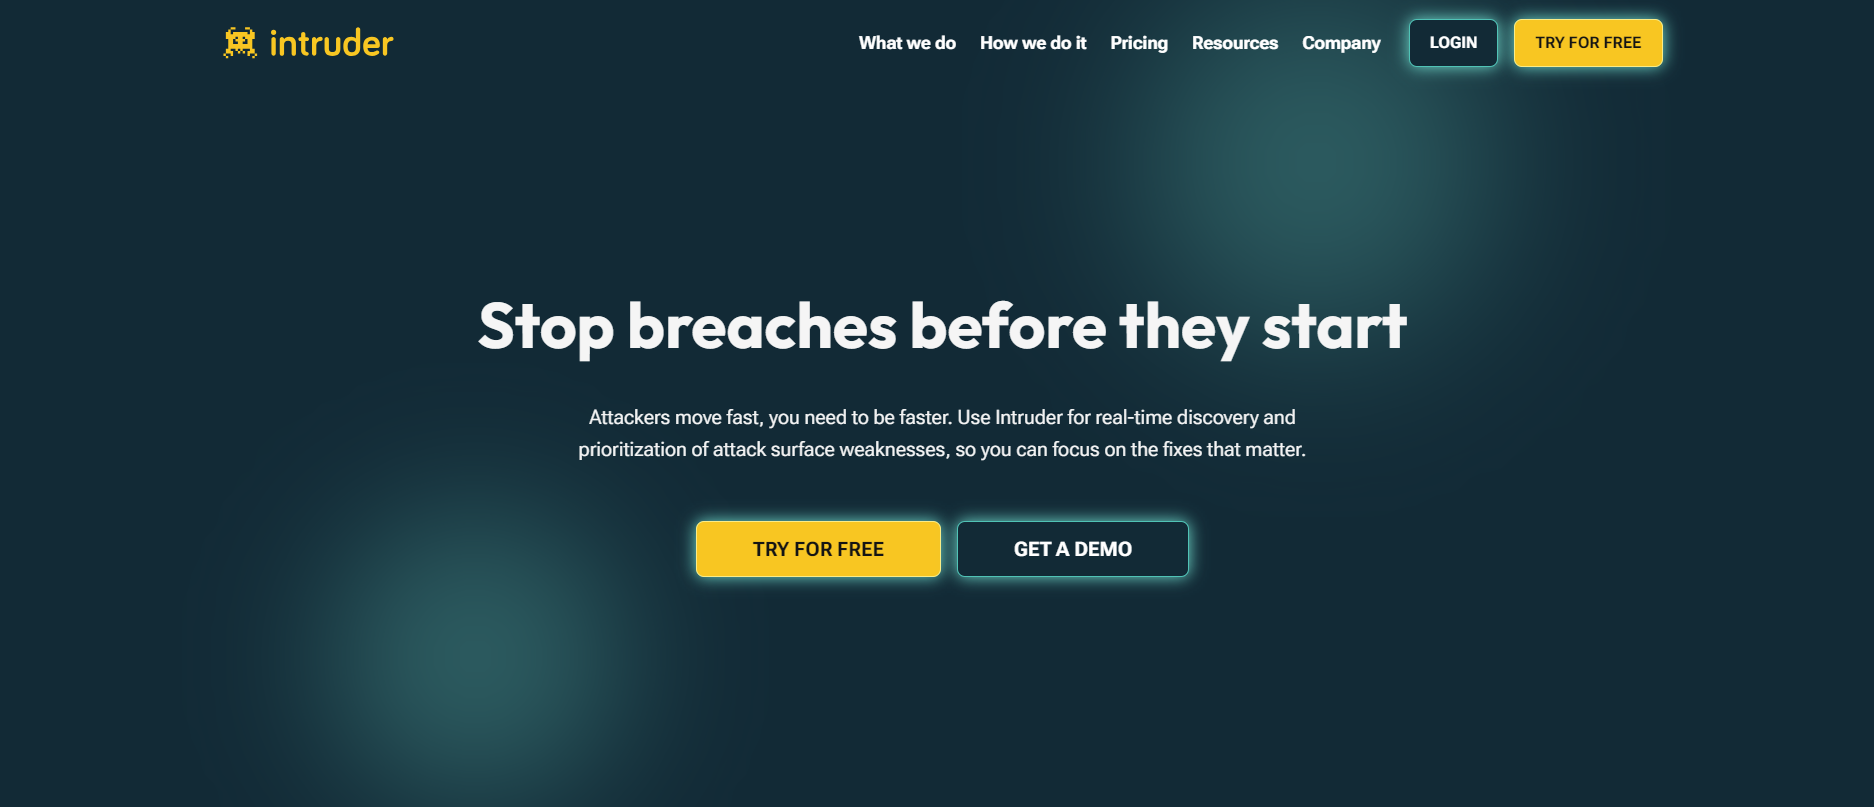 intruder
What we do
How we do it
Pricing
Resources
Company
LOGIN
TRY FOR FREE
Stop breaches before they start
Attackers move fast, you need to be faster. Use Intruder for real-time discovery and
prioritization of attack surface weaknesses, so you can focus on the fixes that matter.
TRY FOR FREE
GET A DEMO